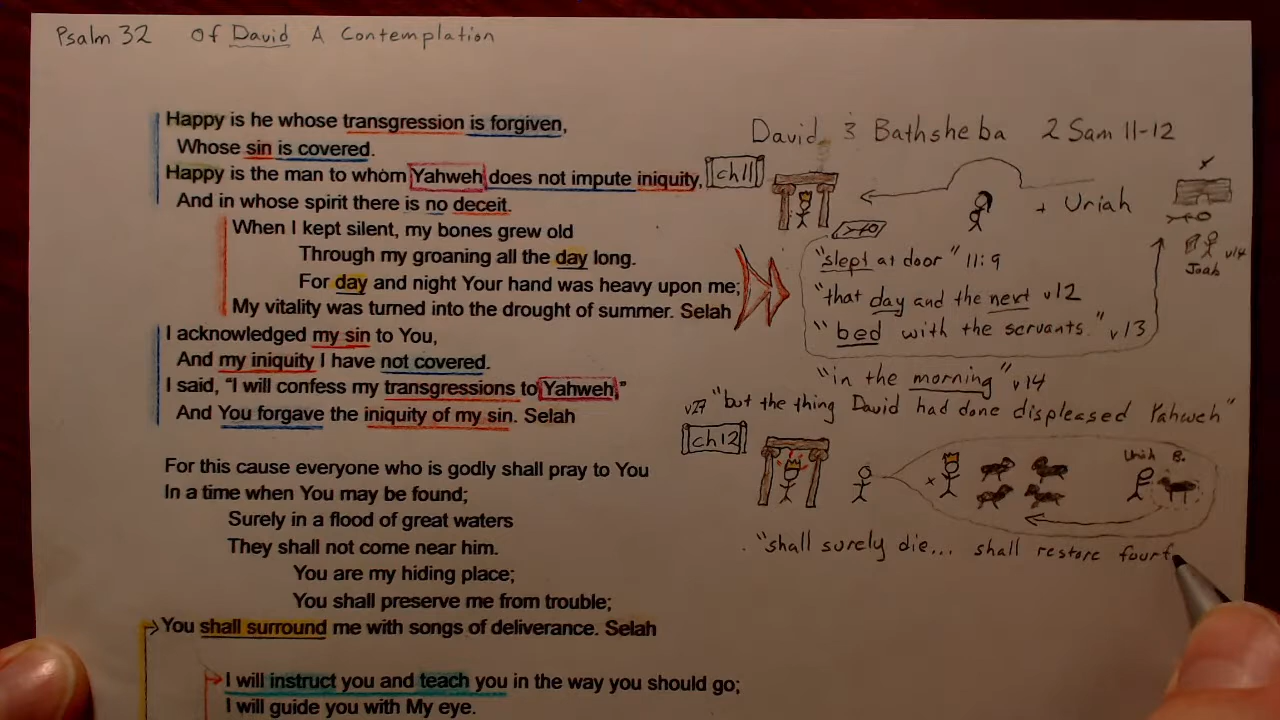 Psalm 32 Of David A Contemplation
Happy is he whose transgression is forgiven,
Whose sin is covered.
Happy is the man to whom Yahweh does not impute iniquity,
And in whose spirit there is no deceit.
When I kept silent, my bones grew old
Through my groaning all the day long.
For day and night Your hand was heavy upon me;
My vitality was turned into the drought of summer. Selah
I acknowledged my sin to You,
And my iniquity I have not covered.
I said, “I will confess my transgressions to Yahweh,”
And You forgave the iniquity of my sin. Selah
For this cause everyone who is godly shall pray to You
In a time when You may be found;
Surely in a flood of great waters
They shall not come near him.
You are my hiding place;
You shall preserve me from trouble;
You shall surround me with songs of deliverance. Selah
I will instruct you and teach you in the way you should go;
I will guide you with My eye.
David & Bathsheba 2 Sam 11-12
ch11
+ Uriah
v14
Joab
"slept at door" 11:9
"that day and the next v12
"bed with the servants." v13
"in the morning" v14
v27 "but the thing David had done displeased Yahweh"
ch12
Uriah B.
"shall surely die... shall restore fourf